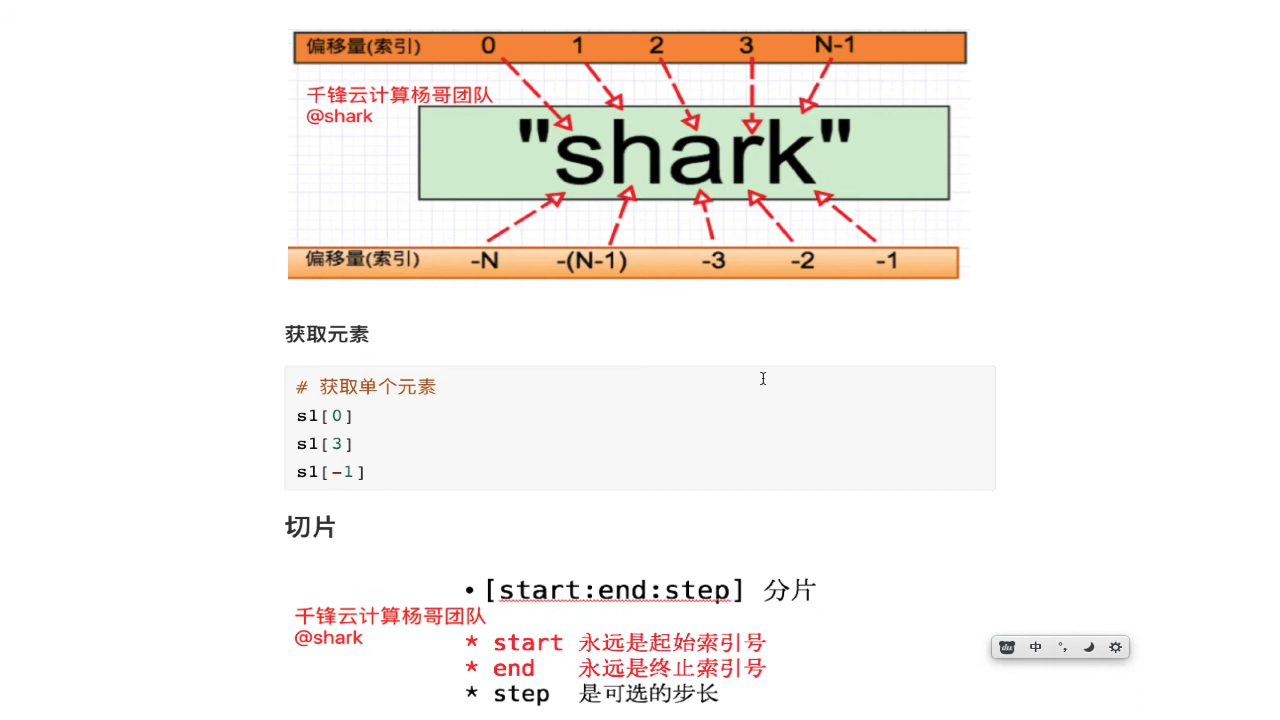 偏移量(索引) 0 1 2 3 N-1
千锋云计算杨哥团队
@shark
"shark"
偏移量(索引) -N -(N-1) -3 -2 -1
获取元素
# 获取单个元素
s1[0]
s1[3]
s1[-1]
切片
• [start:end:step] 分片
千锋云计算杨哥团队
@shark
* start 永远是起始索引号
* end 永远是终止索引号
* step 是可选的步长
du 中 °,